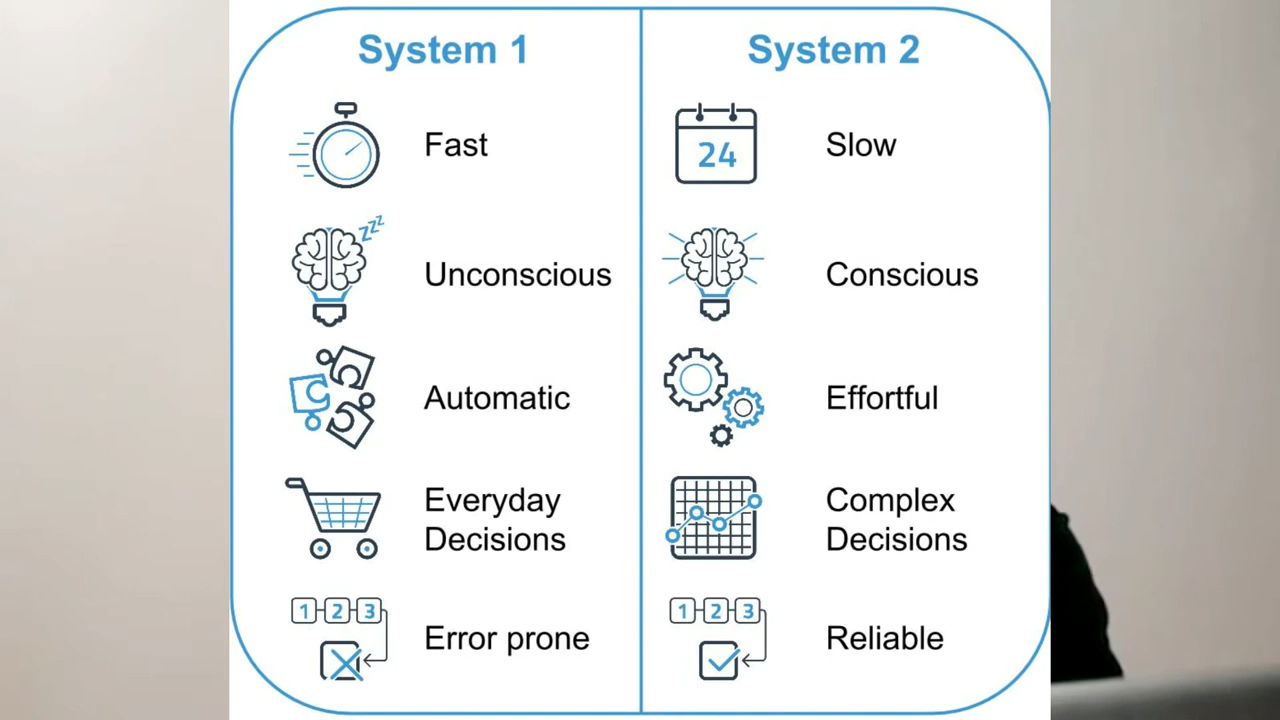 System 1
System 2
Fast
Slow
24
zzz
Unconscious
Conscious
Automatic
Effortful
Everyday
Decisions
Complex
Decisions
1 2 3
Error prone
1 2 3
Reliable